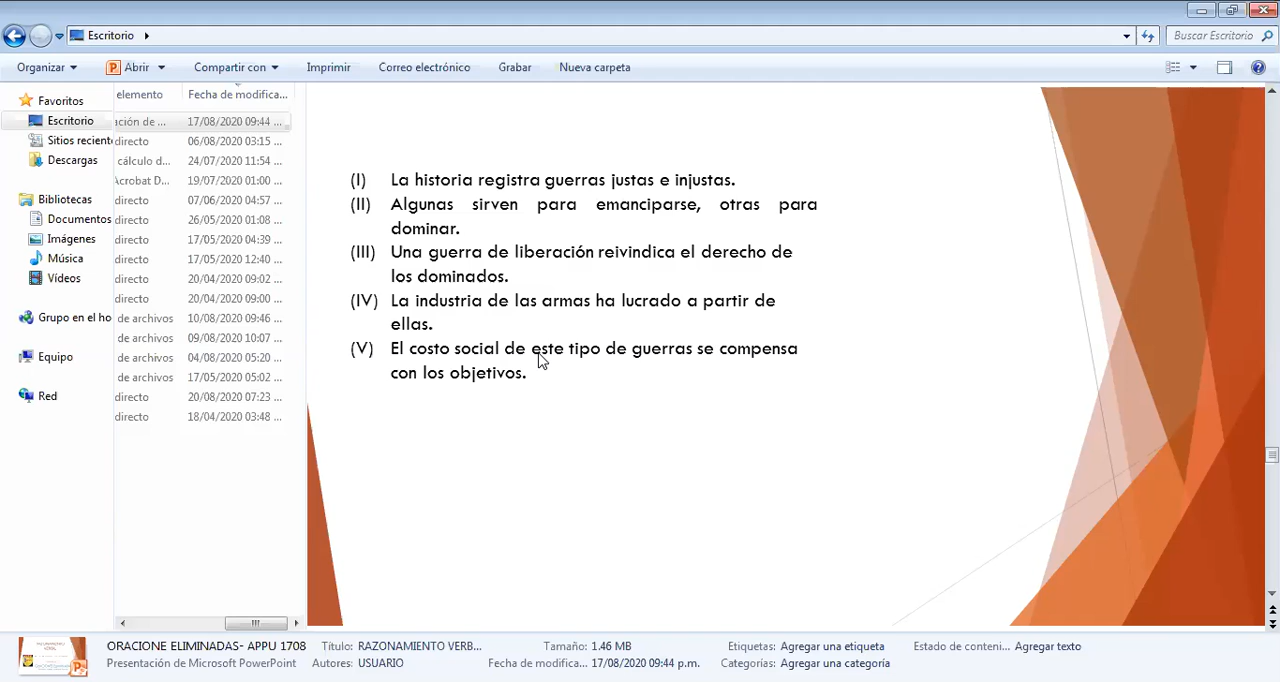 Escritorio
Buscar Escritorio
Organizar
Abrir
Compartir con
Imprimir
Correo electrónico
Grabar
Nueva carpeta
Favoritos
Escritorio
Sitios recient
Descargas
Bibliotecas
Documentos
Imágenes
Música
Vídeos
Grupo en el ho
Equipo
Red
elemento Fecha de modifica...
ación de ... 17/08/2020 09:44 ...
directo 06/08/2020 03:15 ...
cálculo d... 24/07/2020 11:54 ...
Acrobat D... 19/07/2020 01:00 ...
directo 07/06/2020 04:57 ...
directo 26/05/2020 01:08 ...
directo 17/05/2020 04:39 ...
directo 17/05/2020 12:40 ...
directo 20/04/2020 09:02 ...
directo 20/04/2020 09:00 ...
de archivos 10/08/2020 09:46 ...
de archivos 09/08/2020 10:07 ...
de archivos 04/08/2020 05:20 ...
de archivos 17/05/2020 05:02 ...
directo 20/08/2020 07:23 ...
directo 18/04/2020 03:48 ...
(I) La historia registra guerras justas e injustas.
(II) Algunas sirven para emanciparse, otras para
dominar.
(III) Una guerra de liberación reivindica el derecho de
los dominados.
(IV) La industria de las armas ha lucrado a partir de
ellas.
(V) El costo social de este tipo de guerras se compensa
con los objetivos.
ORACIONE ELIMINADAS- APPU 1708
Presentación de Microsoft PowerPoint
Título: RAZONAMIENTO VERB...
Autores: USUARIO
Tamaño: 1.46 MB
Fecha de modifica... 17/08/2020 09:44 p.m.
Etiquetas: Agregar una etiqueta
Categorías: Agregar una categoría
Estado de conteni... Agregar texto